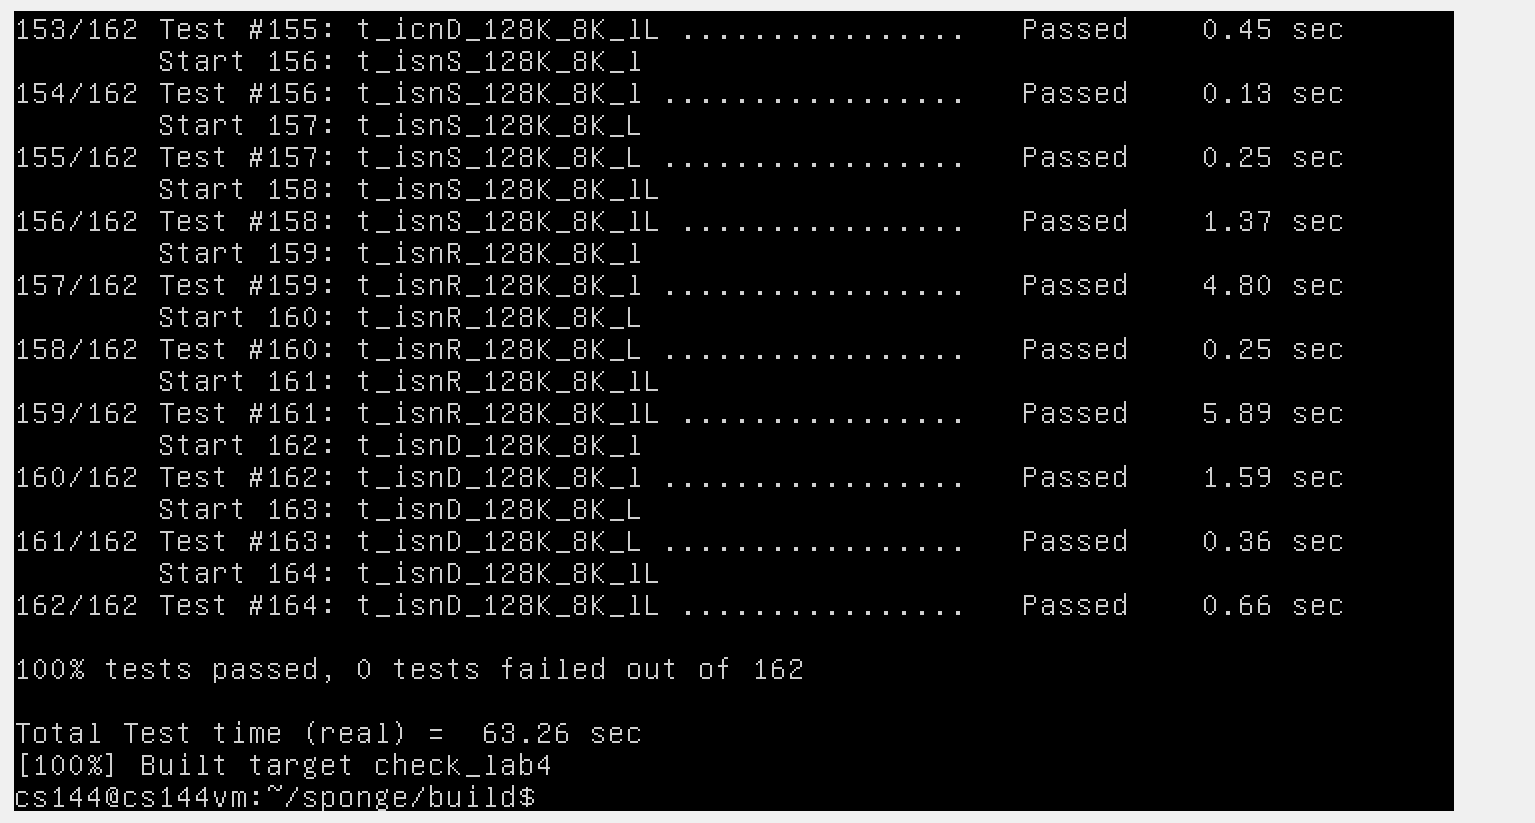 153/162 Test #155: t_icnD_128K_8K_lL ................   Passed    0.45 sec
        Start 156: t_isnS_128K_8K_l
154/162 Test #156: t_isnS_128K_8K_l .................   Passed    0.13 sec
        Start 157: t_isnS_128K_8K_L
155/162 Test #157: t_isnS_128K_8K_L .................   Passed    0.25 sec
        Start 158: t_isnS_128K_8K_lL
156/162 Test #158: t_isnS_128K_8K_lL ................   Passed    1.37 sec
        Start 159: t_isnR_128K_8K_l
157/162 Test #159: t_isnR_128K_8K_l .................   Passed    4.80 sec
        Start 160: t_isnR_128K_8K_L
158/162 Test #160: t_isnR_128K_8K_L .................   Passed    0.25 sec
        Start 161: t_isnR_128K_8K_lL
159/162 Test #161: t_isnR_128K_8K_lL ................   Passed    5.89 sec
        Start 162: t_isnD_128K_8K_l
160/162 Test #162: t_isnD_128K_8K_l .................   Passed    1.59 sec
        Start 163: t_isnD_128K_8K_L
161/162 Test #163: t_isnD_128K_8K_L .................   Passed    0.36 sec
        Start 164: t_isnD_128K_8K_lL
162/162 Test #164: t_isnD_128K_8K_lL ................   Passed    0.66 sec
100% tests passed, 0 tests failed out of 162
Total Test time (real) =  63.26 sec
[100%] Built target check_lab4
cs144@cs144vm:~/sponge/build$